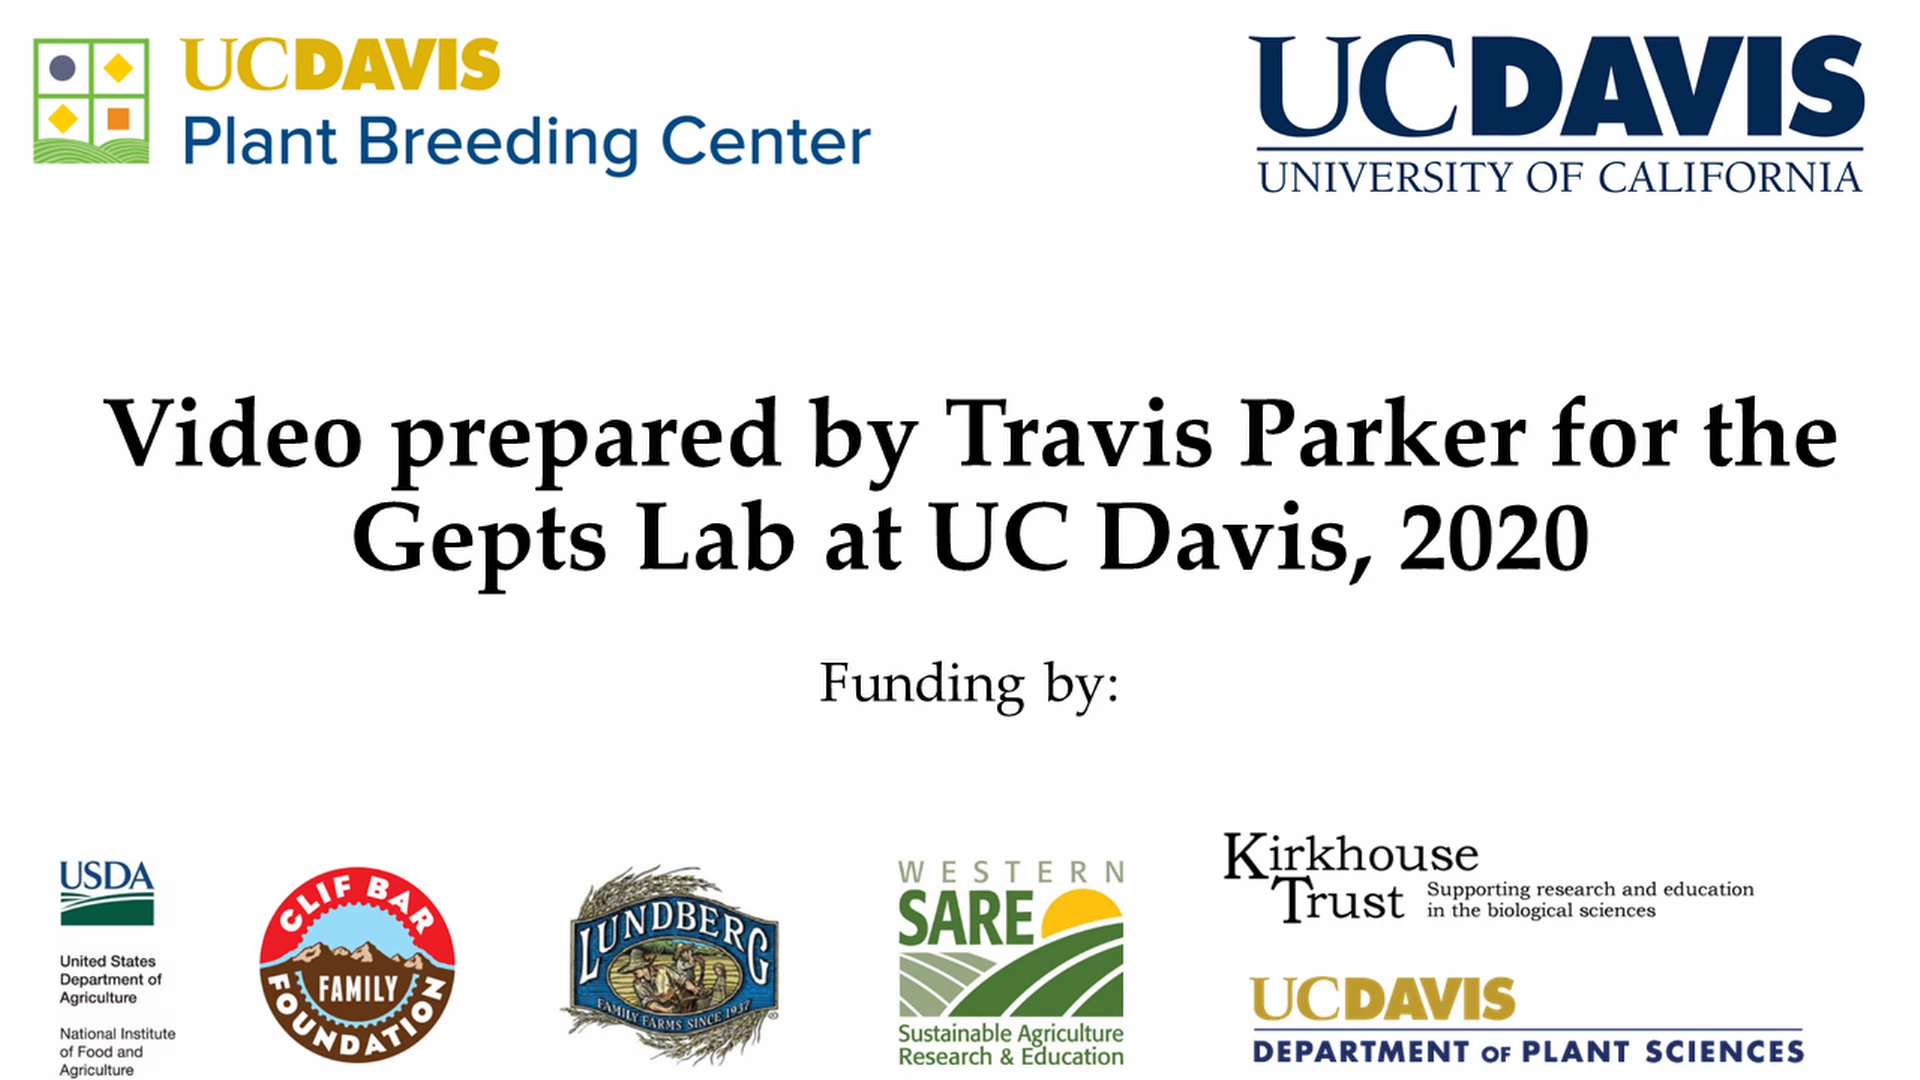 UCDAVIS
Plant Breeding Center
UCDAVIS
UNIVERSITY OF CALIFORNIA
Video prepared by Travis Parker for the
Gepts Lab at UC Davis, 2020
Funding by:
USDA
United States
Department of
Agriculture
National Institute
of Food and
Agriculture
CLIF BAR
FAMILY
FOUNDATION
LUNDBERG
FAMILY FARMS SINCE 1937
®
WESTERN
SARE
Sustainable Agriculture
Research & Education
Kirkhouse
Trust Supporting research and education
in the biological sciences
UCDAVIS
DEPARTMENT OF PLANT SCIENCES